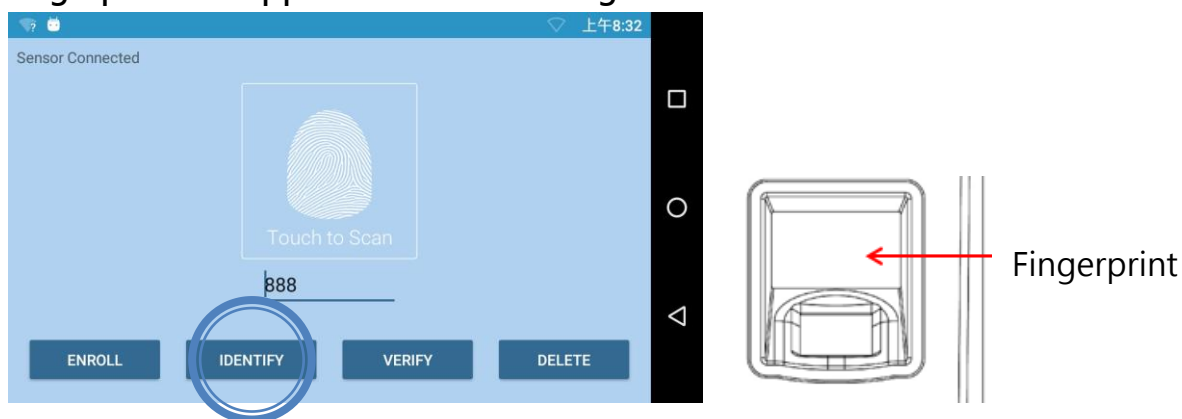 上午8:32
Sensor Connected
Touch to Scan
888
ENROLL IDENTIFY VERIFY DELETE
Fingerprint